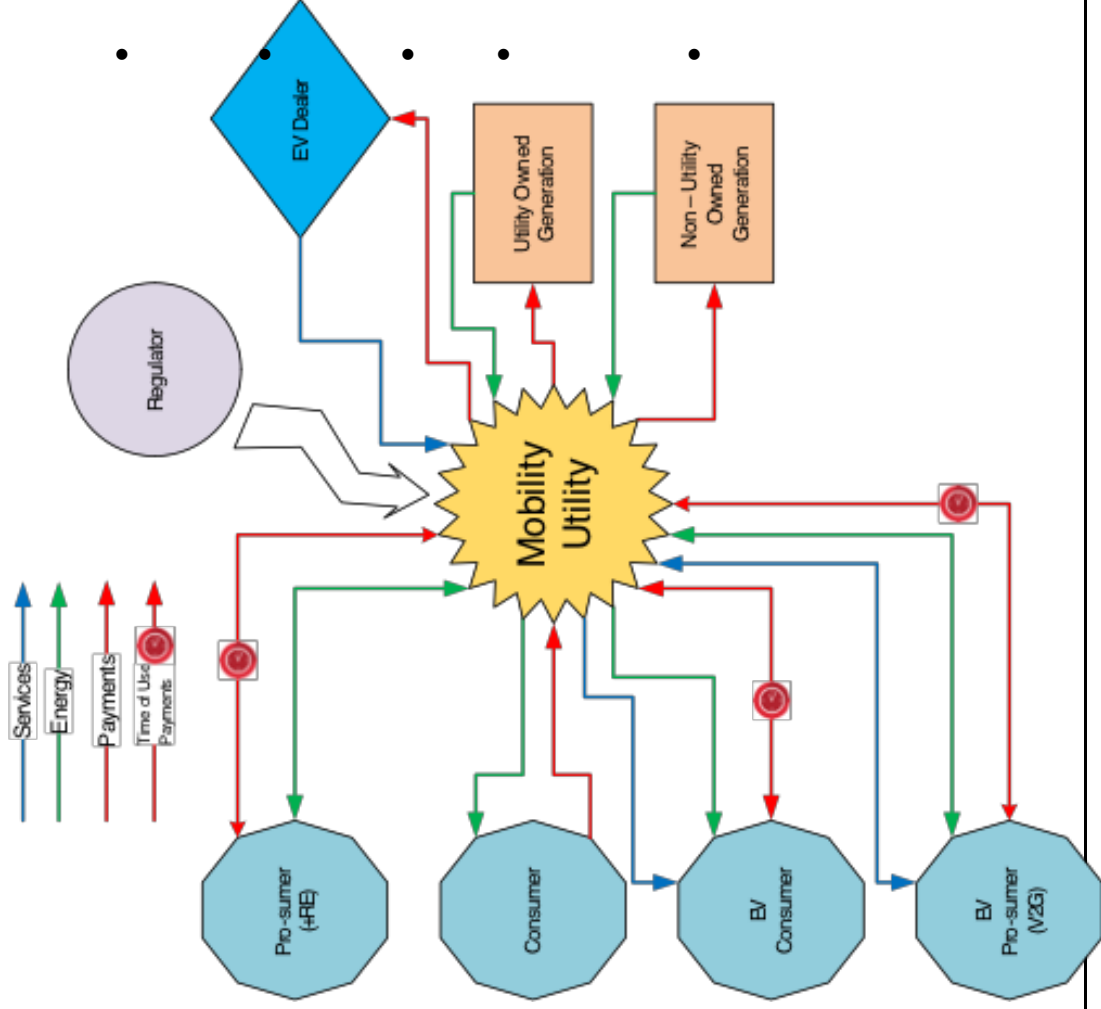 Services
Energy
Payments
Time of Use
Payments
Regulator
EV Dealer
Utility Owned
Generation
Non – Utility
Owned
Generation
Mobility
Utility
Pro-sumer
(+RE)
Consumer
EV
Consumer
EV
Pro-sumer
(V2G)